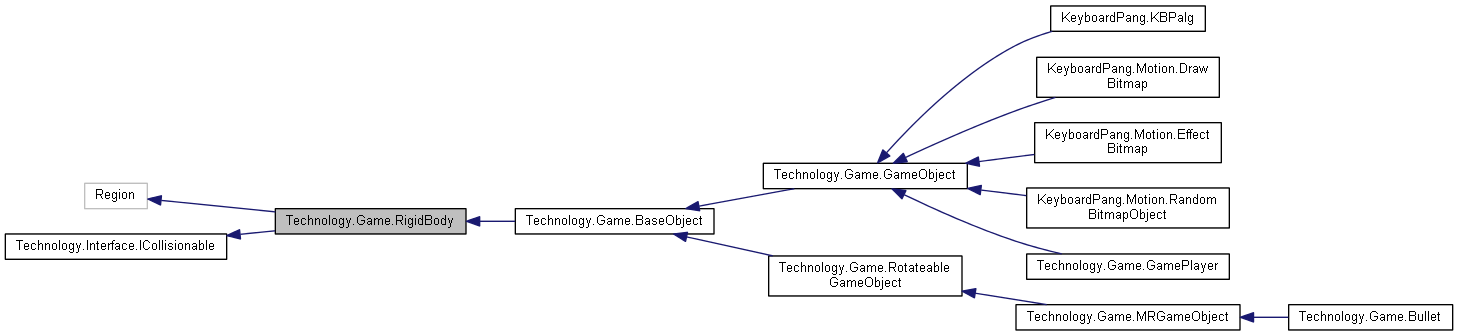 KeyboardPang.KBPalg
KeyboardPang.Motion.Draw
Bitmap
KeyboardPang.Motion.Effect
Bitmap
Technology.Game.GameObject
Region
KeyboardPang.Motion.Random
BitmapObject
Technology.Game.RigidBody
Technology.Game.BaseObject
Technology.Interface.ICollisionable
Technology.Game.GamePlayer
Technology.Game.Rotateable
GameObject
Technology.Game.MRGameObject
Technology.Game.Bullet